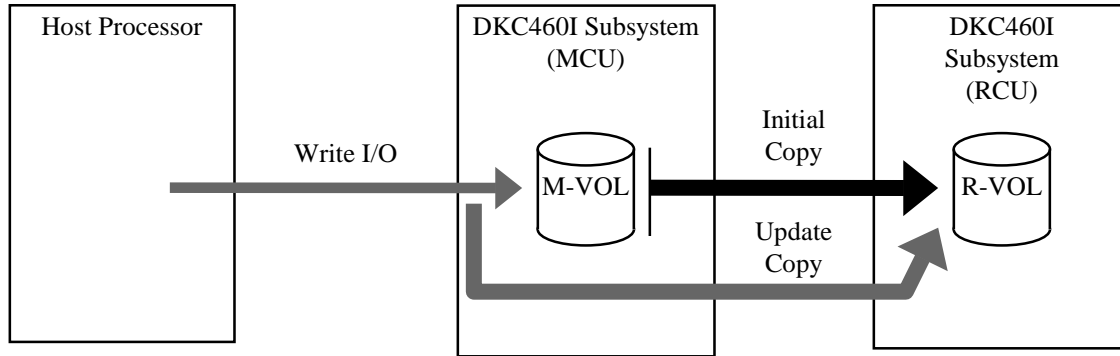 Host Processor
DKC460I Subsystem
(MCU)
DKC460I
Subsystem
(RCU)
Write I/O
M-VOL
Initial
Copy
R-VOL
Update
Copy